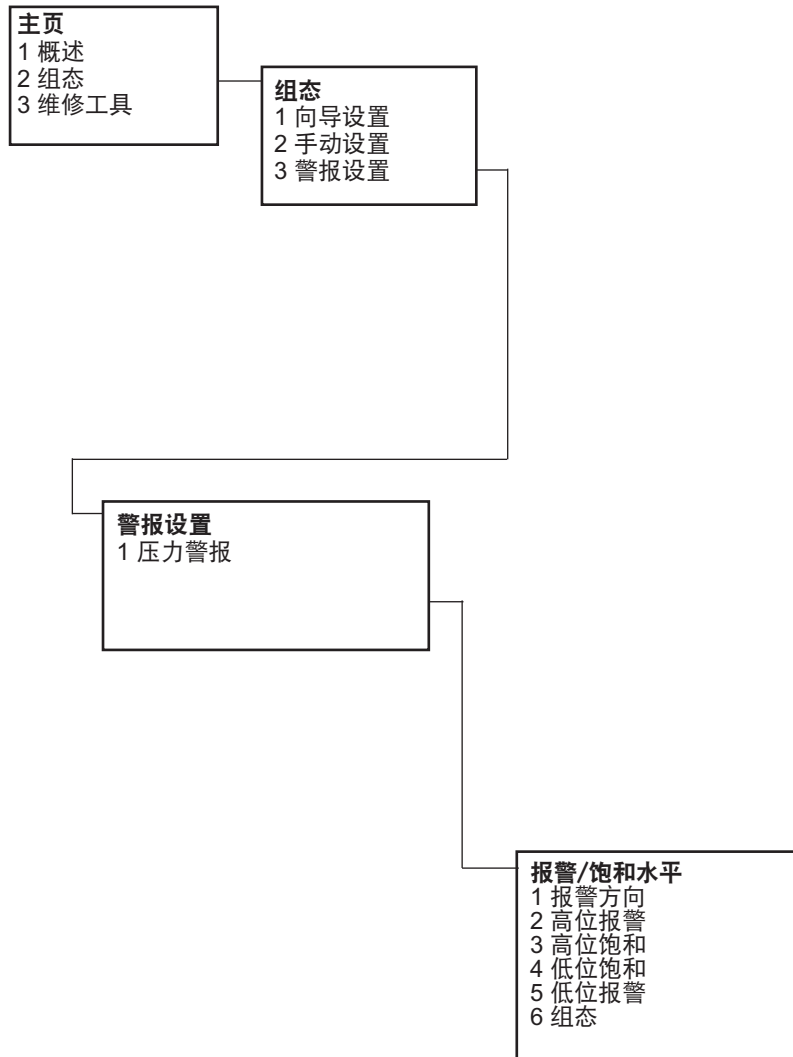 主页
1 概述
2 组态
3 维修工具
组态
1 向导设置
2 手动设置
3 警报设置
警报设置
1 压力警报
报警/饱和水平
1 报警方向
2 高位报警
3 高位饱和
4 低位饱和
5 低位报警
6 组态